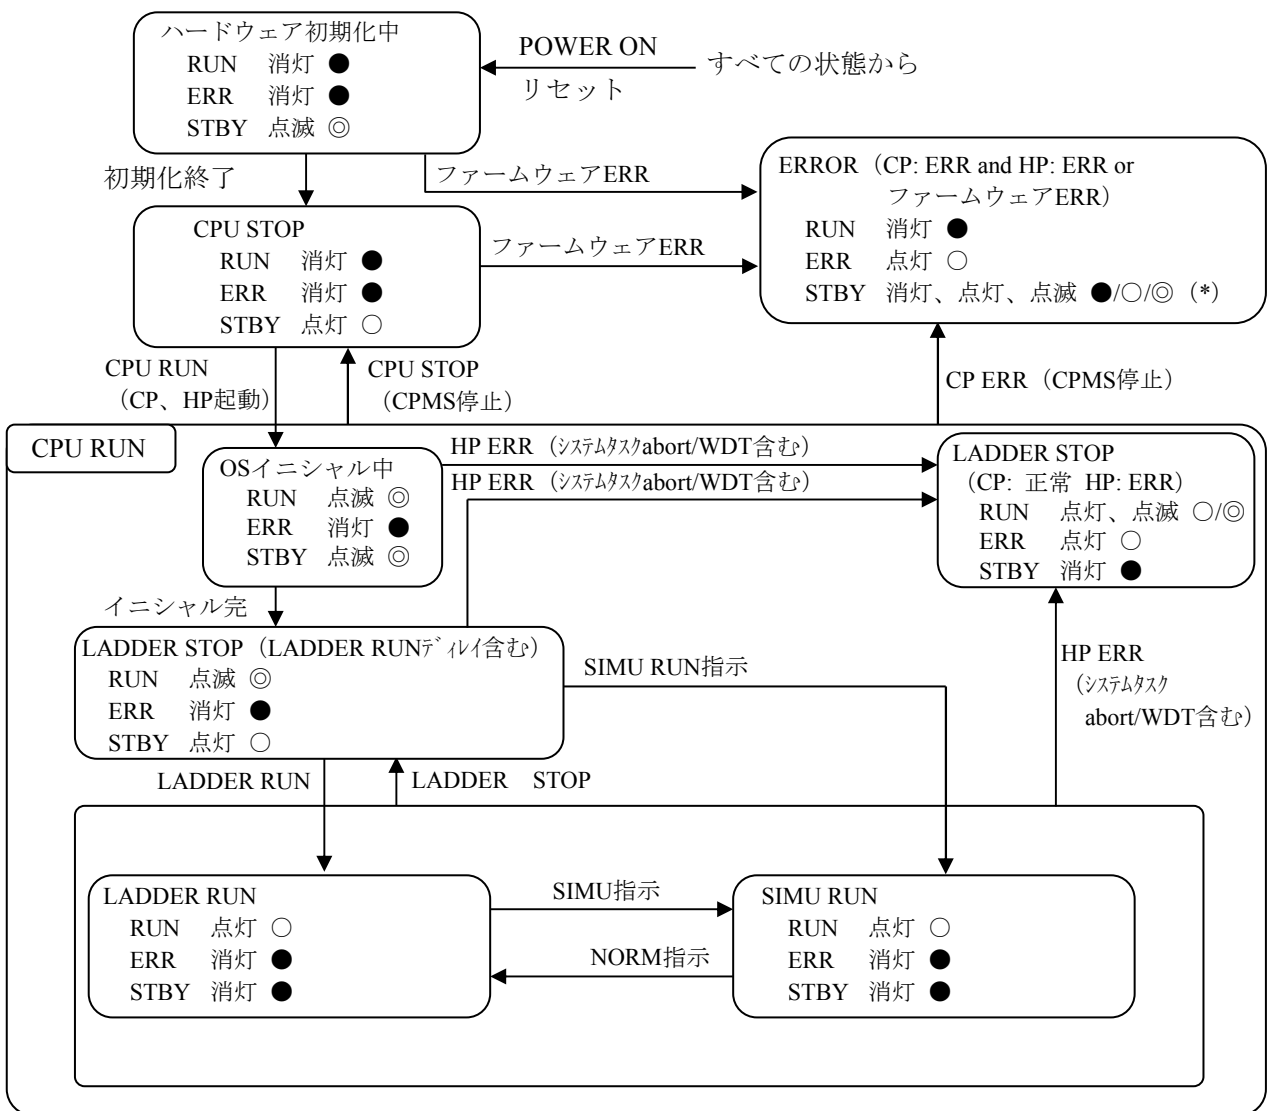 ハードウェア初期化中
RUN 消灯 ●
ERR 消灯 ●
STBY 点滅 ◎
POWER ON
リセット
すべての状態から
初期化終了
ファームウェアERR
ERROR（CP: ERR and HP: ERR or
ファームウェアERR）
RUN 消灯 ●
ERR 点灯 ○
STBY 消灯、点灯、点滅 ●/○/◎（*）
CPU STOP
RUN 消灯 ●
ERR 消灯 ●
STBY 点灯 ○
ファームウェアERR
CPU RUN
（CP、HP起動）
CPU STOP
（CPMS停止）
CP ERR（CPMS停止）
CPU RUN
OSイニシャル中
RUN 点滅 ◎
ERR 消灯 ●
STBY 点滅 ◎
HP ERR（ｼｽﾃﾑﾀｽｸabort/WDT含む）
HP ERR（ｼｽﾃﾑﾀｽｸabort/WDT含む）
LADDER STOP
（CP: 正常 HP: ERR）
RUN 点灯、点滅 ○/◎
ERR 点灯 ○
STBY 消灯 ●
イニシャル完
LADDER STOP（LADDER RUNﾃﾞｨﾚｲ含む）
RUN 点滅 ◎
ERR 消灯 ●
STBY 点灯 ○
SIMU RUN指示
HP ERR
（ｼｽﾃﾑﾀｽｸ
abort/WDT含む）
LADDER RUN
LADDER STOP
LADDER RUN
RUN 点灯 ○
ERR 消灯 ●
STBY 消灯 ●
SIMU指示
NORM指示
SIMU RUN
RUN 点灯 ○
ERR 消灯 ●
STBY 消灯 ●